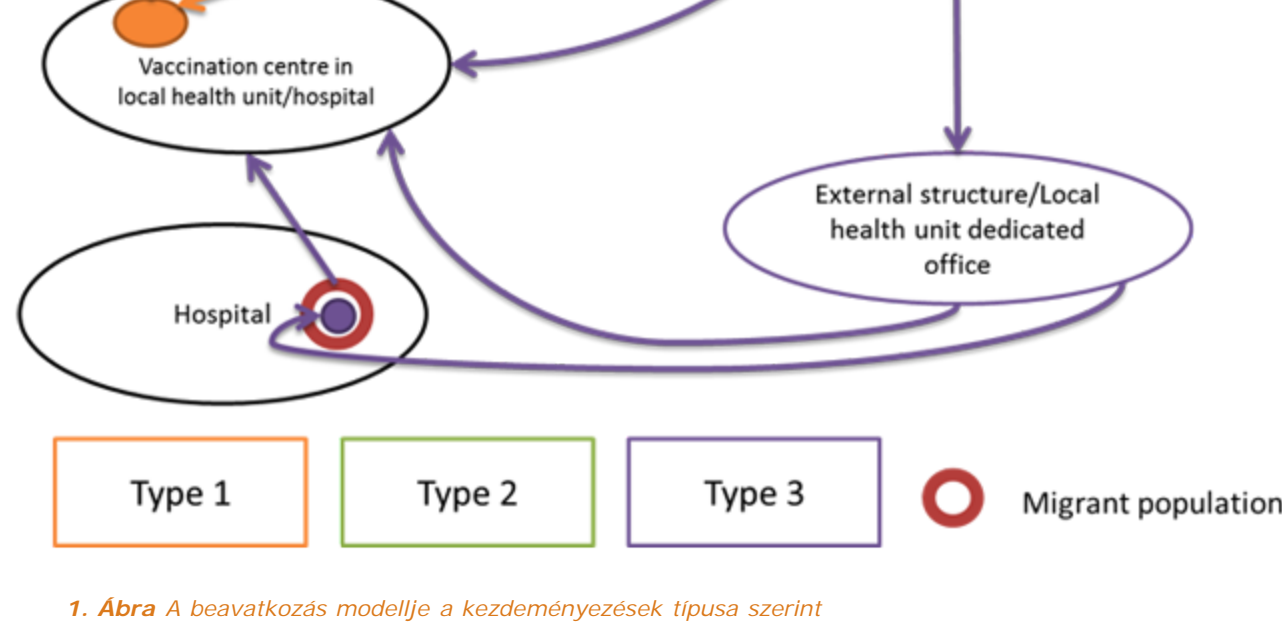 Vaccination centre in
local health unit/hospital
External structure/Local
health unit dedicated
office
Hospital
Type 1
Type 2
Type 3
Migrant population
1. Ábra A beavatkozás modellje a kezdeményezések típusa szerint